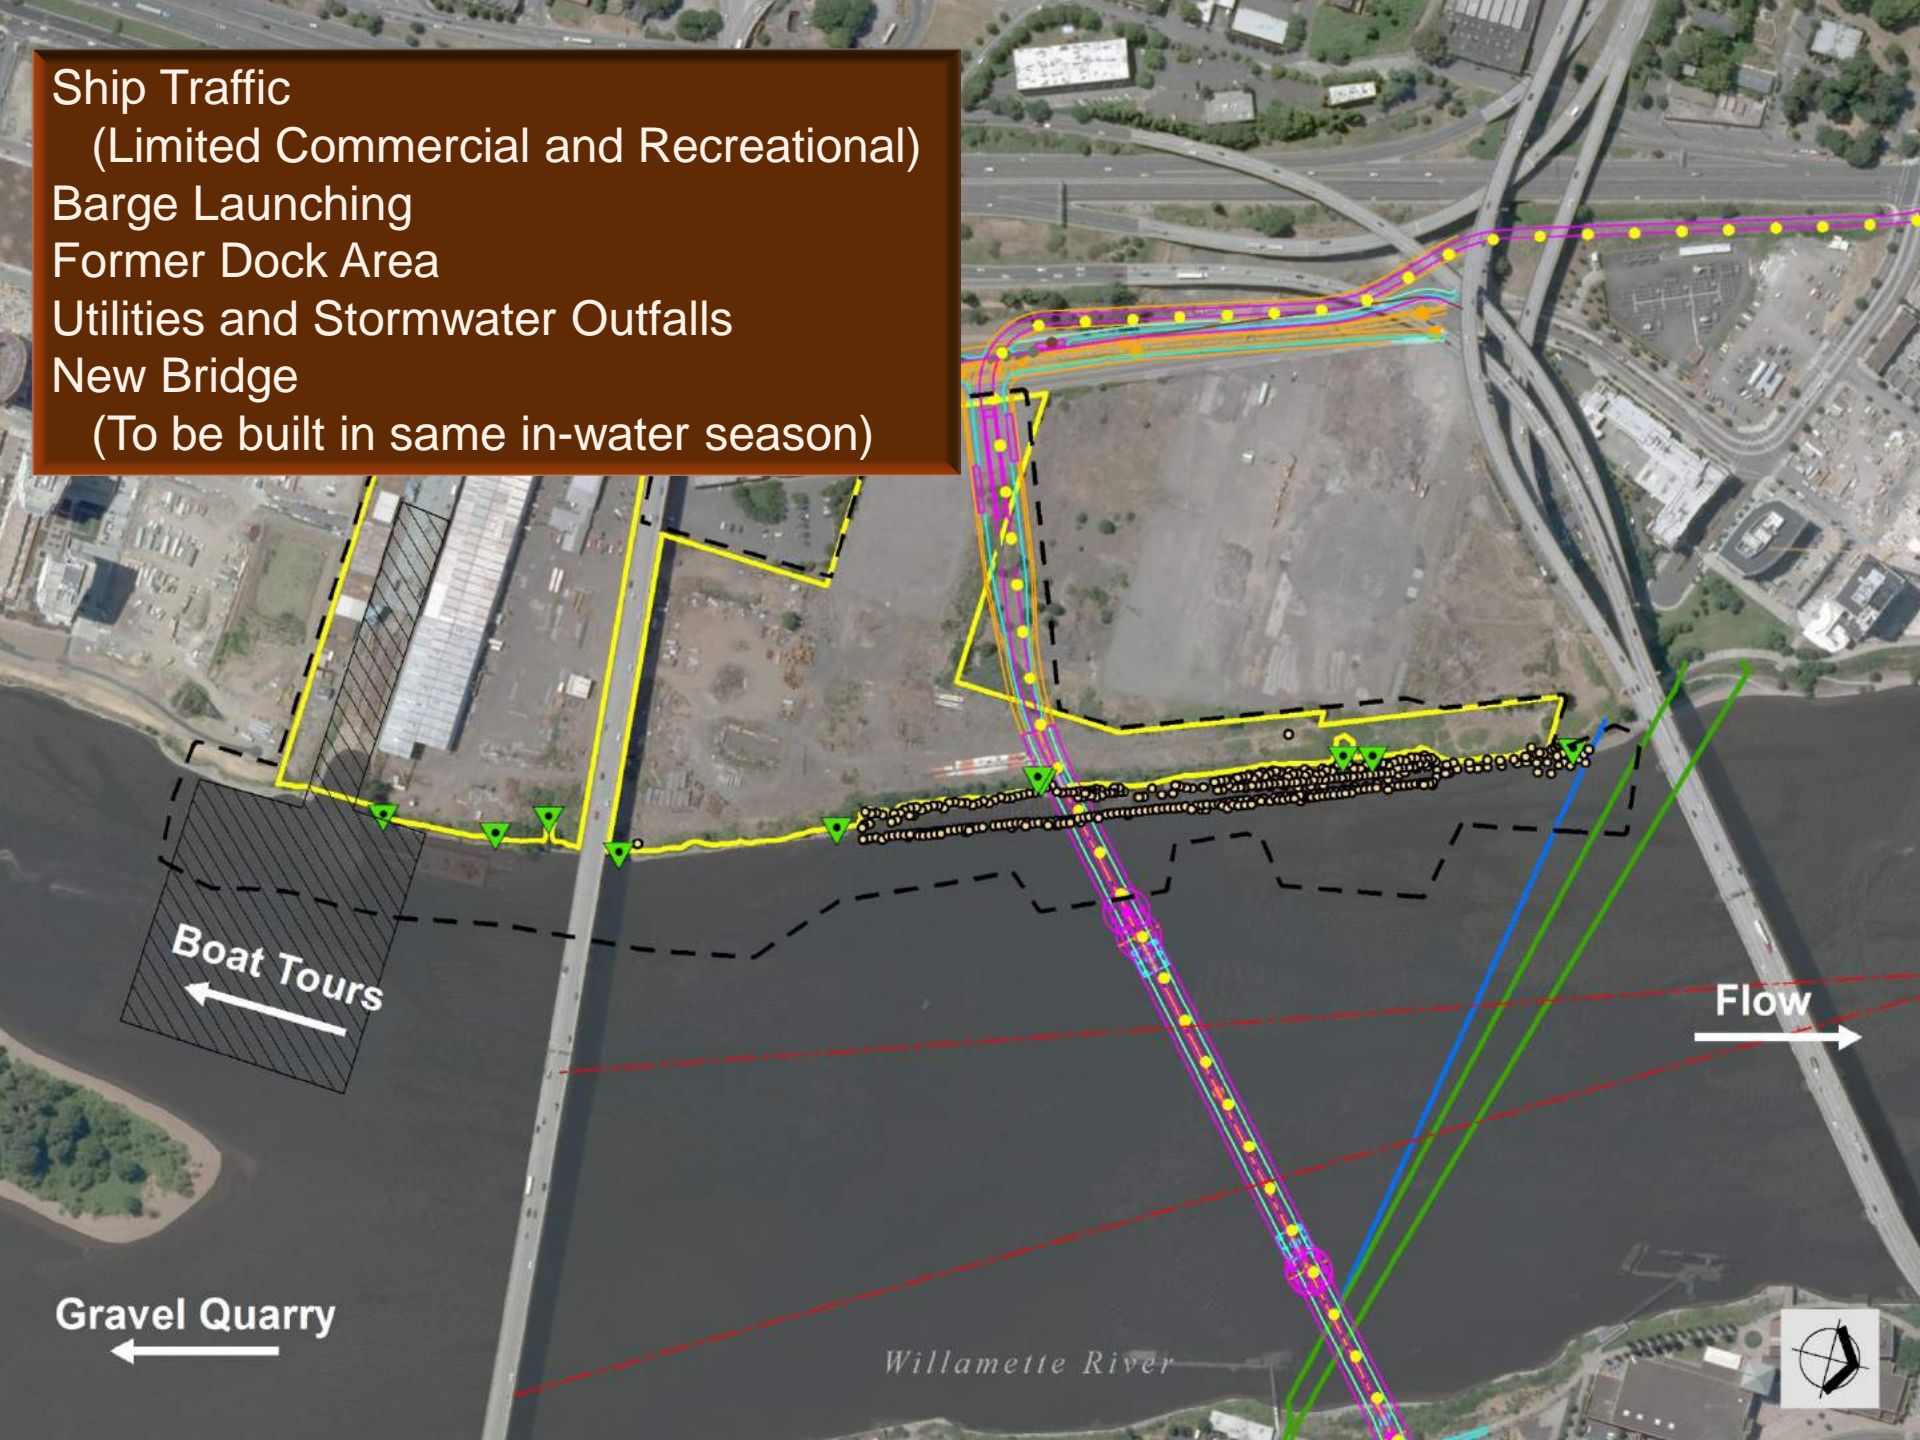 Ship Traffic
(Limited Commercial and Recreational)
Barge Launching
Former Dock Area
Utilities and Stormwater Outfalls
New Bridge
(To be built in same in-water season)
Boat Tours
Flow
Gravel Quarry
Willamette River